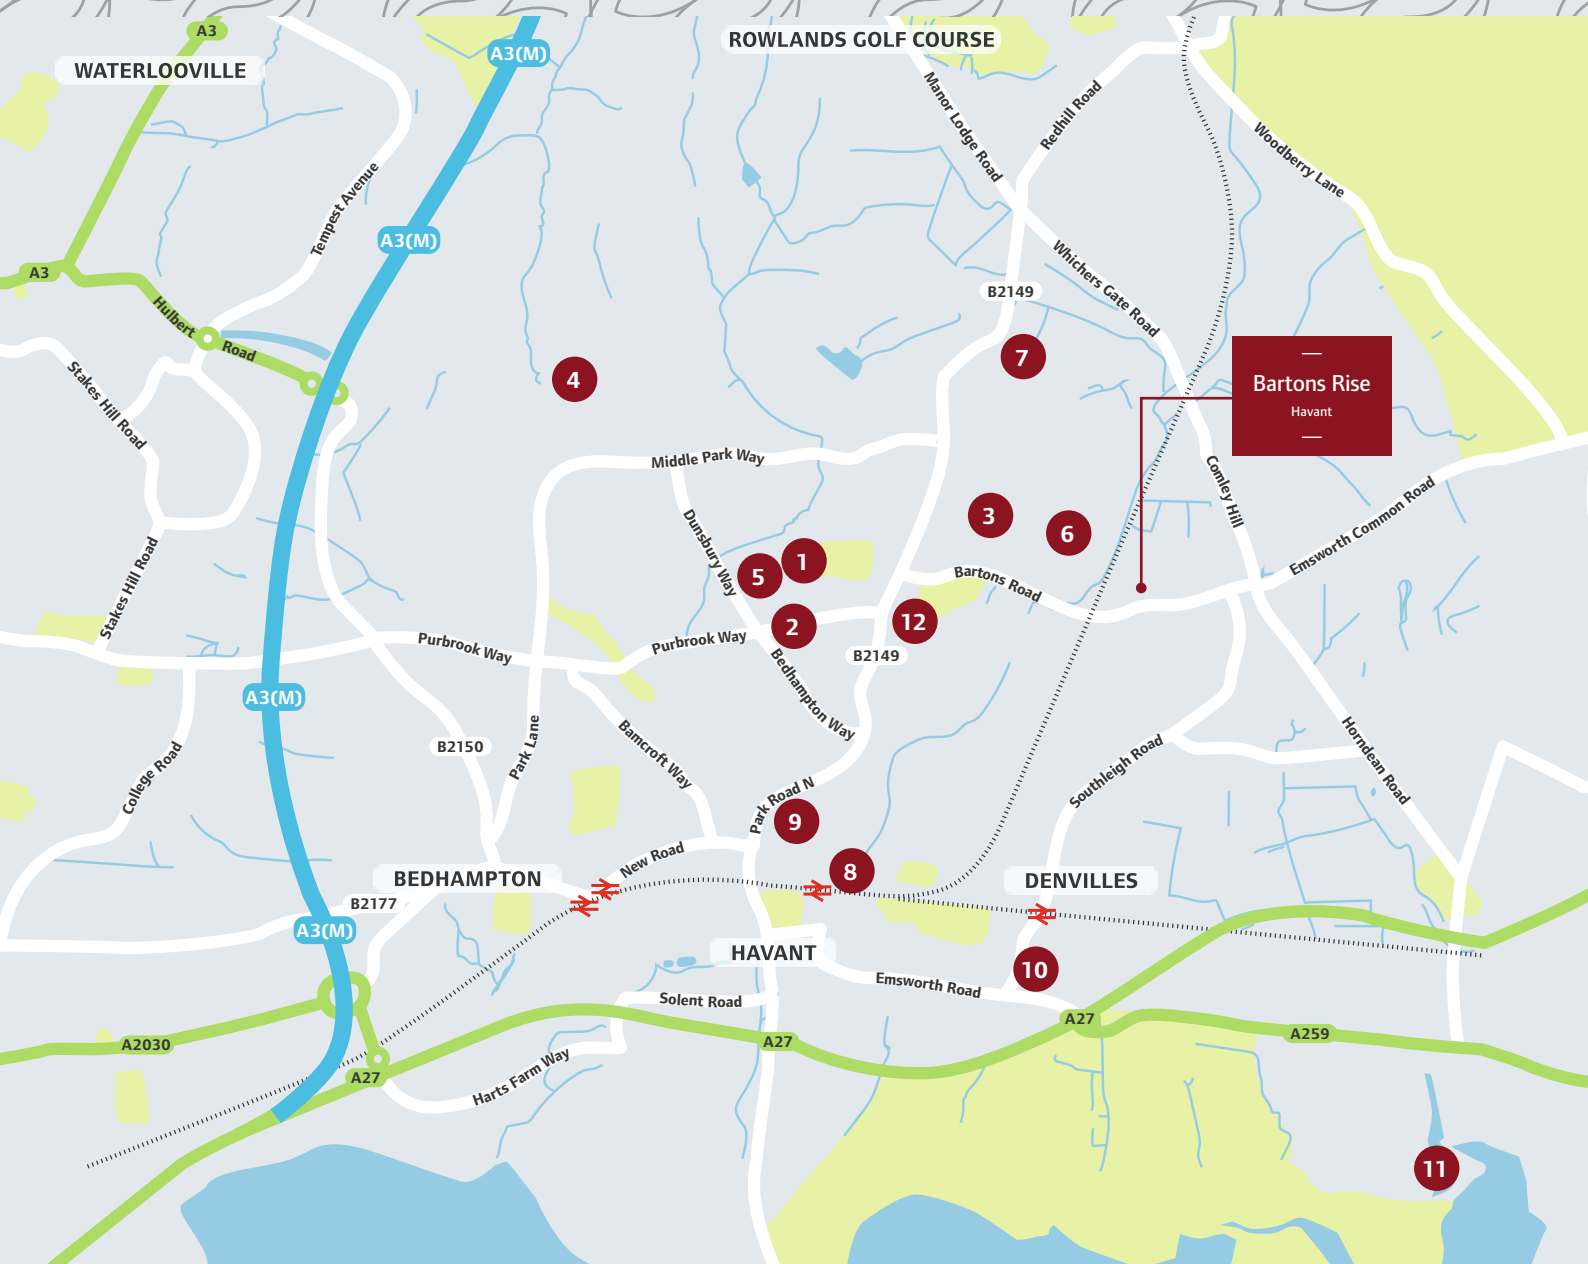 A3
WATERLOOVILLE
A3(M)
ROWLANDS GOLF COURSE
Manor Lodge Road
Redhill Road
Woodberry Lane
Tempest Avenue
A3(M)
A3
Hulbert Road
Whichers Gate Road
B2149
Stakes Hill Road
4
7
Bartons Rise
Havant
Middle Park Way
Comley Hill
Emsworth Common Road
Dunsbury Way
3
6
1
5
Bartons Road
Stakes Hill Road
2
12
Purbrook Way
Purbrook Way
B2149
Bedhampton Way
A3(M)
B2150
Park Lane
Bamcroft Way
College Road
Southleigh Road
Horndean Road
Park Road N
9
New Road
8
BEDHAMPTON
DENVILLES
B2177
A3(M)
HAVANT
10
Emsworth Road
Solent Road
A27
A259
A2030
A27
A27
Harts Farm Way
11